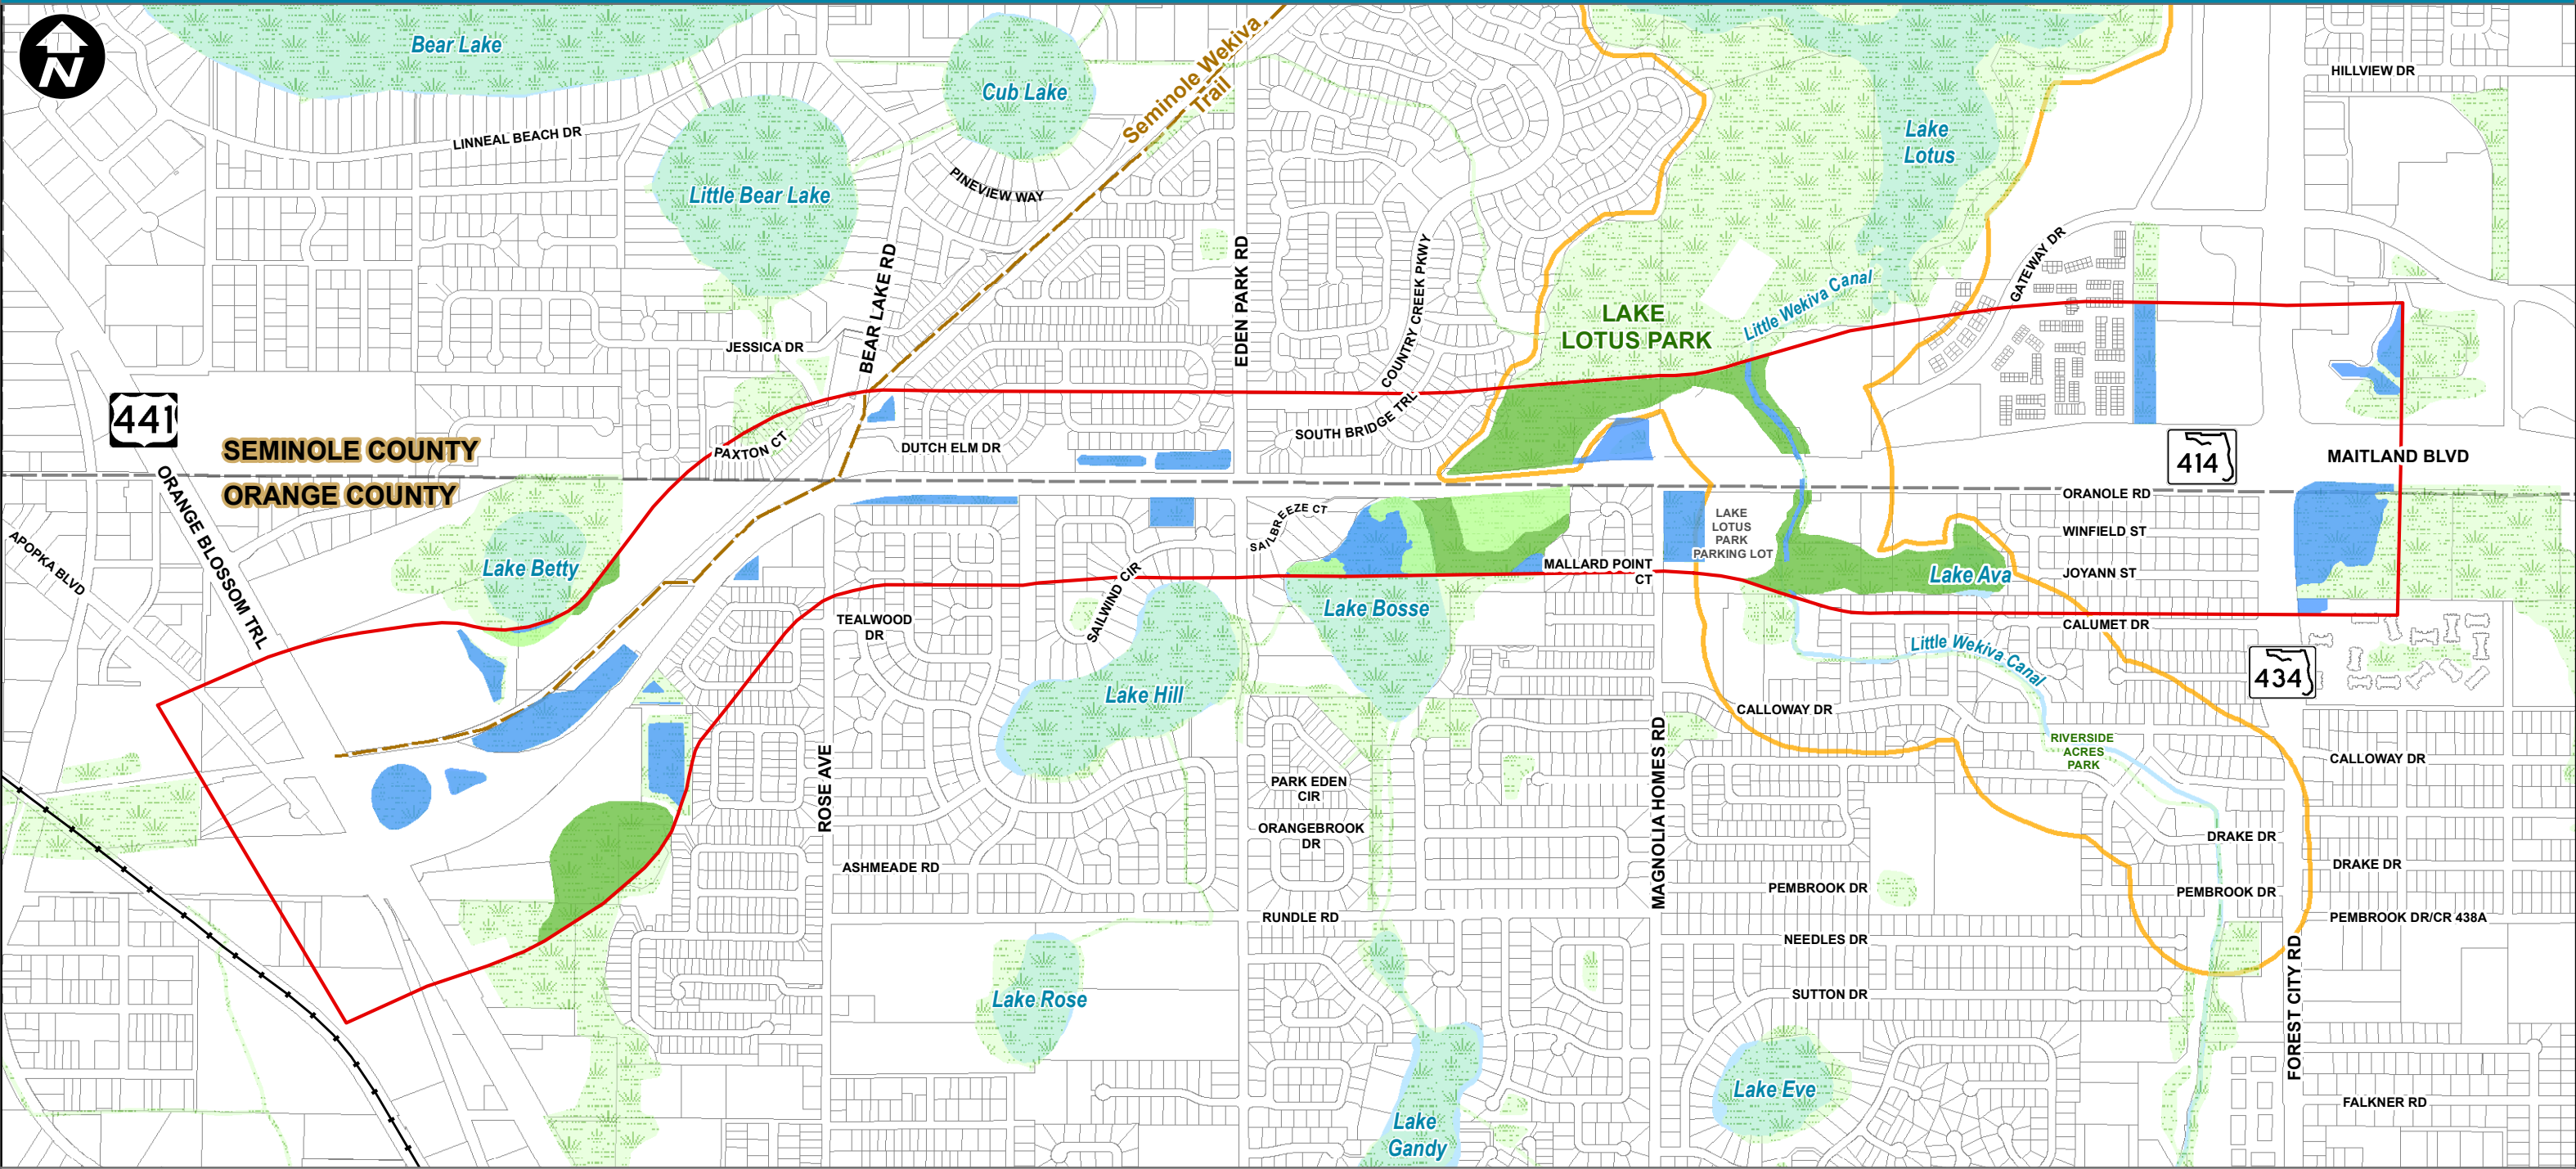 N
Bear Lake
Cub Lake
Seminole Wekiva
Trail
HILLVIEW DR
LINNEAL BEACH DR
Lake
Lotus
Little Bear Lake
PINEVIEW WAY
BEAR LAKE RD
EDEN PARK RD
COUNTRY CREEK PKWY
GATEWAY DR
Little Wekiva Canal
LAKE
LOTUS PARK
JESSICA DR
441
SEMINOLE COUNTY
ORANGE COUNTY
PAXTON CT
DUTCH ELM DR
SOUTH BRIDGE TRL
414
MAITLAND BLVD
ORANGE BLOSSOM TRL
APOPKA BLVD
Lake Betty
SAILBREEZE CT
LAKE
LOTUS
PARK
PARKING LOT
ORANOLE RD
WINFIELD ST
JOYANN ST
MALLARD POINT
CT
Lake Ava
SAILWIND CIR
Lake Bosse
TEALWOOD
DR
CALUMET DR
Little Wekiva Canal
434
Lake Hill
CALLOWAY DR
MAGNOLIA HOMES RD
RIVERSIDE
ACRES
PARK
CALLOWAY DR
ROSE AVE
PARK EDEN
CIR
ORANGEBROOK
DR
DRAKE DR
DRAKE DR
ASHMEADE RD
PEMBROOK DR
PEMBROOK DR
RUNDLE RD
PEMBROOK DR/CR 438A
NEEDLES DR
FOREST CITY RD
Lake Rose
SUTTON DR
Lake Eve
FALKNER RD
Lake
Gandy